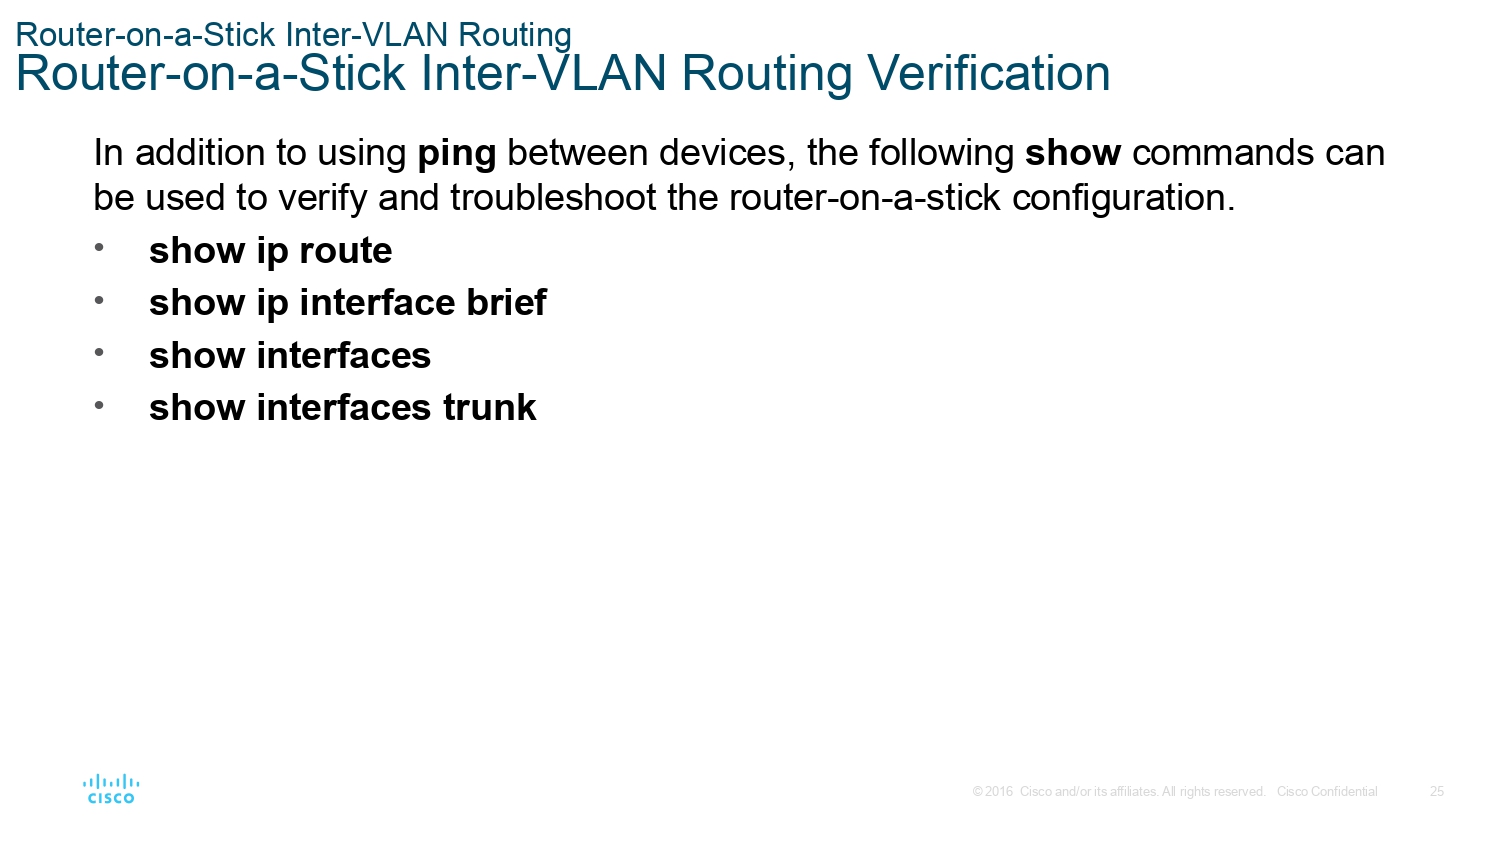 Router-on-a-Stick Inter-VLAN Routing
Router-on-a-Stick Inter-VLAN Routing Verification
In addition to using ping between devices, the following show commands can
be used to verify and troubleshoot the router-on-a-stick configuration.
• show ip route
• show ip interface brief
• show interfaces
• show interfaces trunk
CISCO
© 2016 Cisco and/or its affiliates. All rights reserved. Cisco Confidential 25